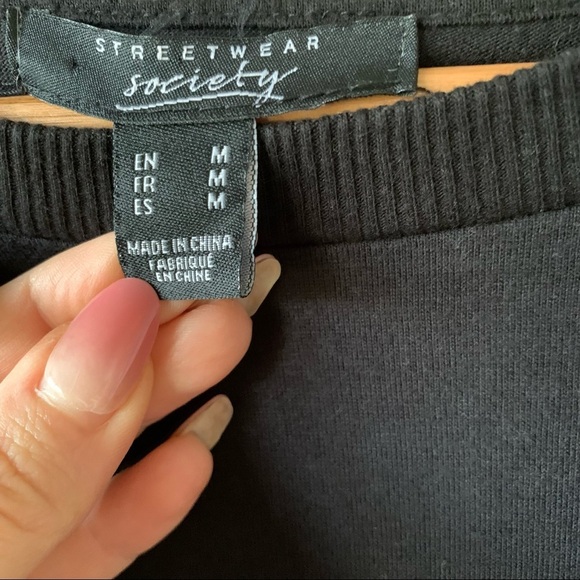 STREETWEAR
society
EN M
FR M
ES M
MADE IN CHINA
FABRIQUÉ
EN CHINE